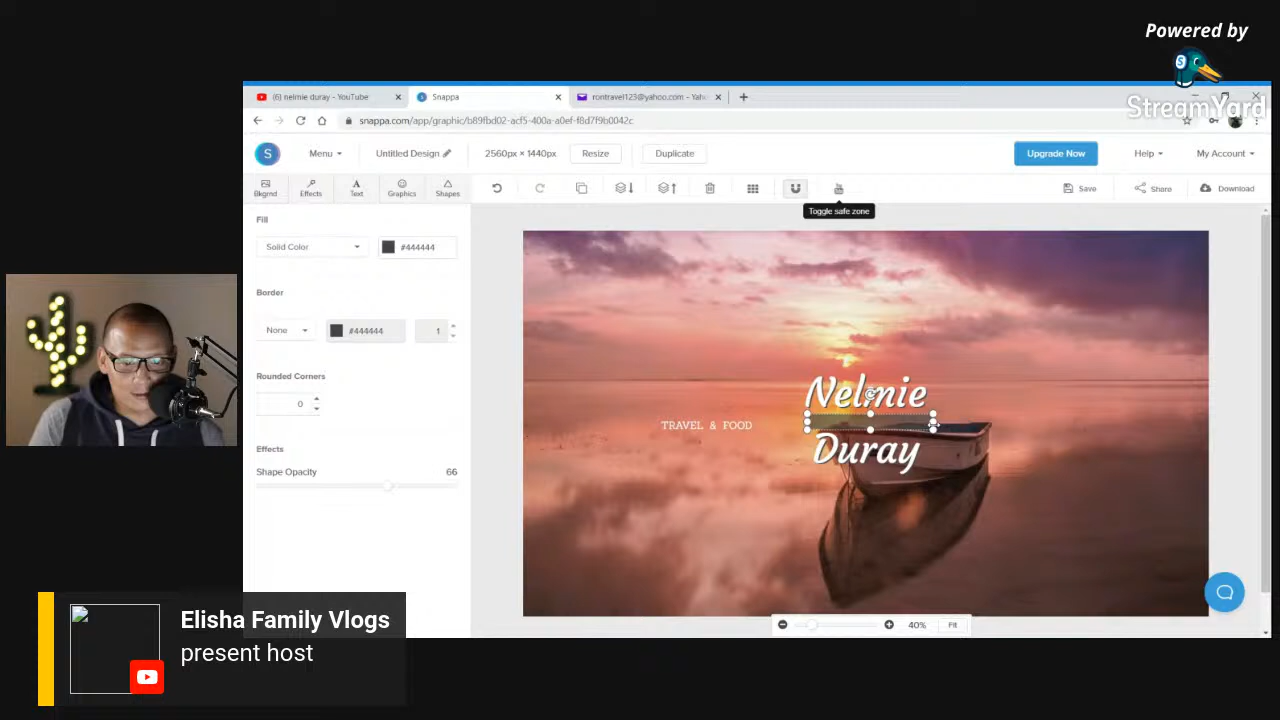 Powered by
StreamYard
(6) nelmie duray - YouTube
Snappa
rontravel123@yahoo.com - Yah
snappa.com/app/graphic/b89fbd02-acf5-400a-a0ef-f8d7f9b0042c
S
Menu
Untitled Design
2560px × 1440px
Resize
Duplicate
Upgrade Now
Help
My Account
Bkgrnd
Effects
Text
Graphics
Shapes
Save
Share
Download
Toggle safe zone
Fill
Solid Color
#444444
Border
None
#444444
1
Rounded Corners
0
Effects
Shape Opacity
66
TRAVEL & FOOD
Nelmie
Duray
40%
Fit
Elisha Family Vlogs
present host